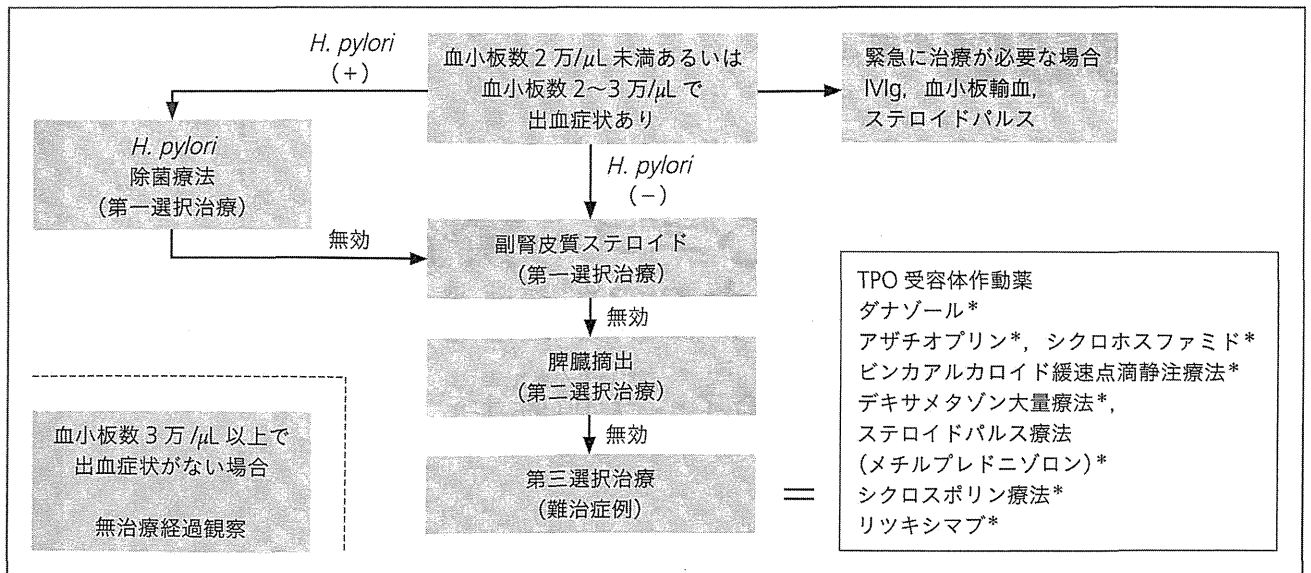 血小板数 2 万/μL 未満あるいは
血小板数 2〜3 万/μL で
出血症状あり
緊急に治療が必要な場合
IVIg，血小板輸血，
ステロイドパルス
H. pylori
（＋）
H. pylori
除菌療法
（第一選択治療）
H. pylori
（−）
無効
副腎皮質ステロイド
（第一選択治療）
無効
脾臓摘出
（第二選択治療）
無効
第三選択治療
（難治症例）
＝
TPO 受容体作動薬
ダナゾール*
アザチオプリン*，シクロホスファミド*
ビンカアルカロイド緩速点滴静注療法*
デキサメタゾン大量療法*，
ステロイドパルス療法
（メチルプレドニゾロン）*
シクロスポリン療法*
リツキシマブ*
血小板数 3 万/μL 以上で
出血症状がない場合
無治療経過観察